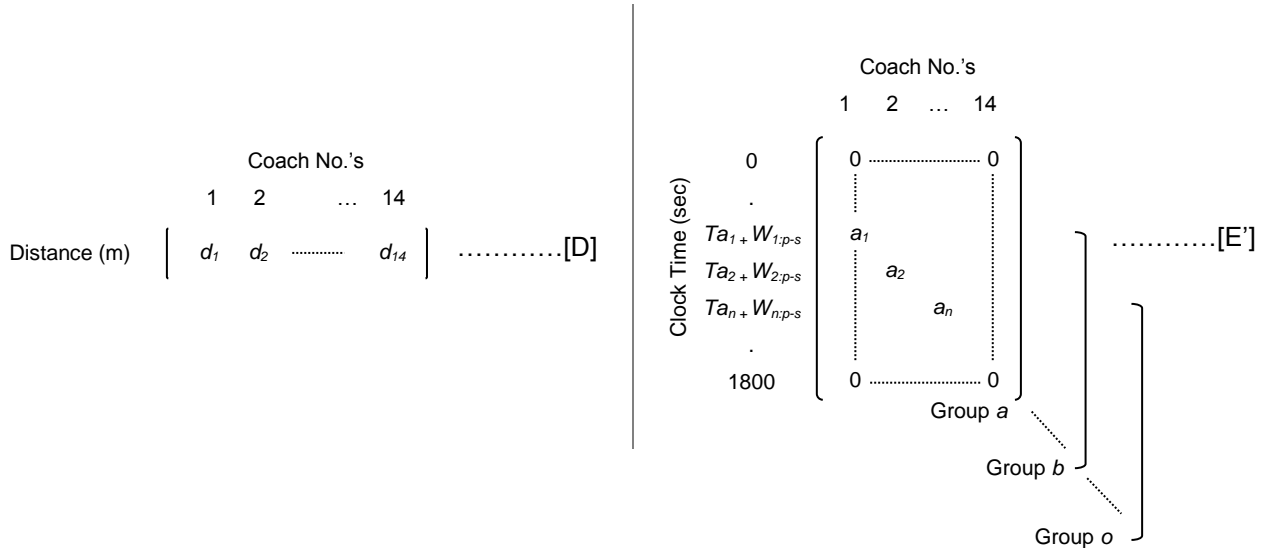 Coach No.'s
1 2 … 14
Distance (m) d1 d2 ............ d14 …………[D]
Coach No.'s
1 2 … 14
Clock Time (sec)
0 0 ............ 0
.
Ta1 + W1:p-s a1
Ta2 + W2:p-s a2
Tan + Wn:p-s an
.
1800 0 ............ 0
…………[E’]
Group a
Group b
Group o